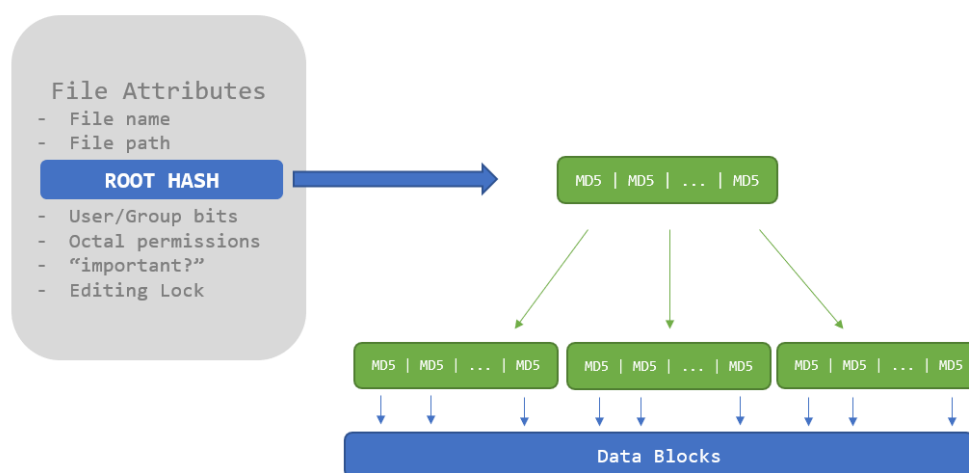 File Attributes
- File name
- File path
ROOT HASH
- User/Group bits
- Octal permissions
- “important?”
- Editing Lock
MD5 | MD5 | ... | MD5
MD5 | MD5 | ... | MD5
MD5 | MD5 | ... | MD5
MD5 | MD5 | ... | MD5
Data Blocks